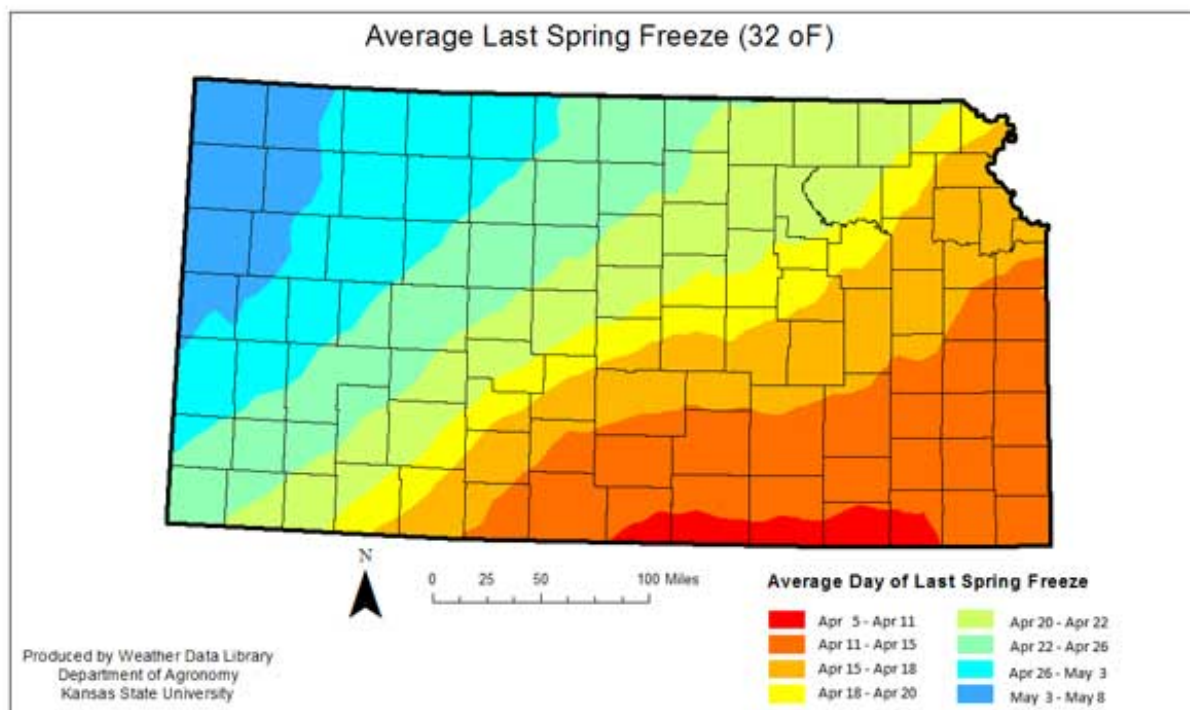 Average Last Spring Freeze (32 oF)
N
0 25 50 100 Miles
Average Day of Last Spring Freeze
Apr 5 - Apr 11
Apr 11 - Apr 15
Apr 15 - Apr 18
Apr 18 - Apr 20
Apr 20 - Apr 22
Apr 22 - Apr 26
Apr 26 - May 3
May 3 - May 8
Produced by Weather Data Library
Department of Agronomy
Kansas State University